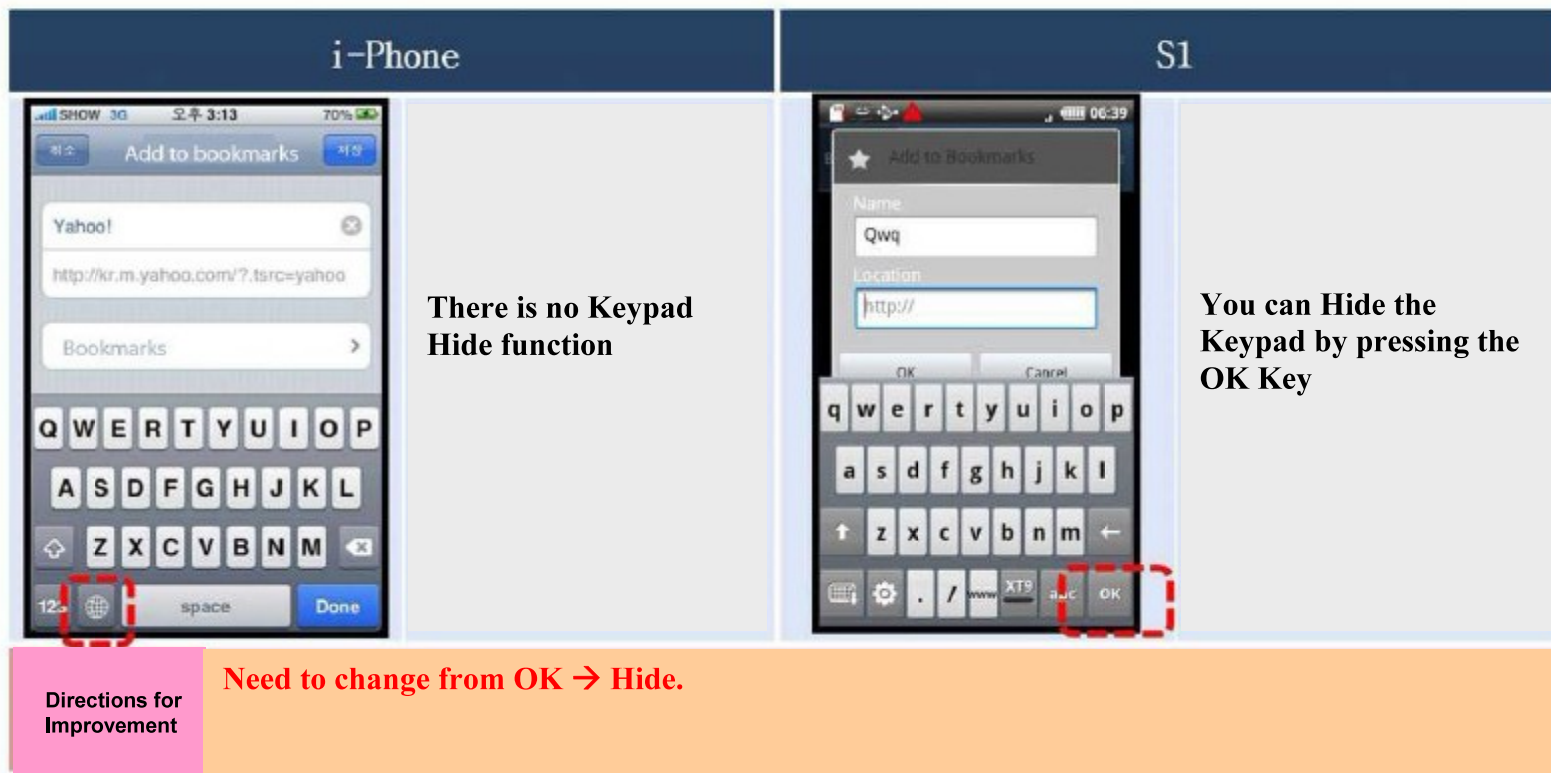 i-Phone
S1
SHOW 3G 오후 3:13 70%
취소 Add to bookmarks 저장
Yahoo!
http://kr.m.yahoo.com/?.tsrc=yahoo
Bookmarks
Q W E R T Y U I O P
A S D F G H J K L
Z X C V B N M
123 space Done
There is no Keypad
Hide function
06:39
Add to Bookmarks
Name
Qwq
Location
http://
OK Cancel
q w e r t y u i o p
a s d f g h j k l
z x c v b n m
. / www XT9 abc OK
You can Hide the
Keypad by pressing the
OK Key
Directions for
Improvement
Need to change from OK → Hide.